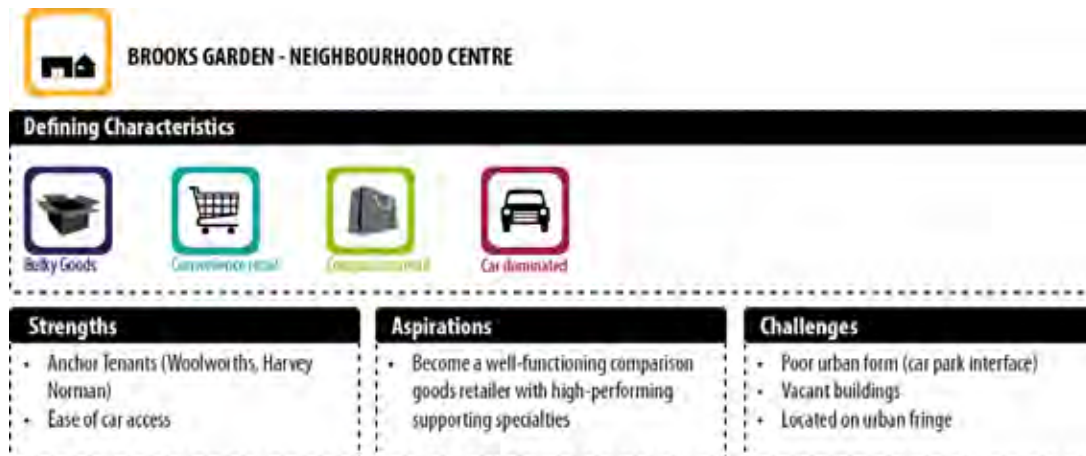 BROOKS GARDEN - NEIGHBOURHOOD CENTRE
Defining Characteristics
Bulky Goods
Convenience retail
Comparison retail
Car dominated
Strengths
• Anchor Tenants (Woolworths, Harvey
Norman)
• Ease of car access
Aspirations
• Become a well-functioning comparison
goods retailer with high-performing
supporting specialties
Challenges
• Poor urban form (car park interface)
• Vacant buildings
• Located on urban fringe